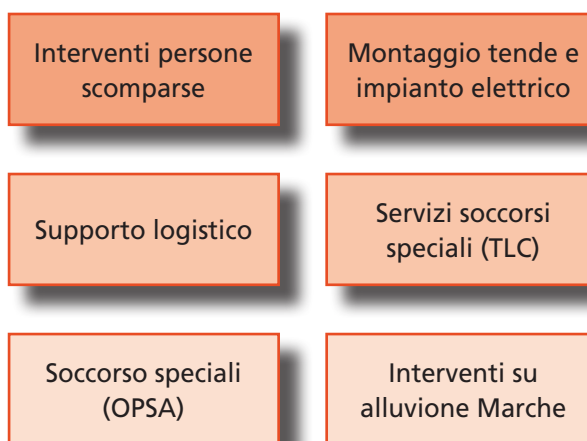 Interventi persone
scomparse
Montaggio tende e
impianto elettrico
Supporto logistico
Servizi soccorsi
speciali (TLC)
Soccorso speciali
(OPSA)
Interventi su
alluvione Marche